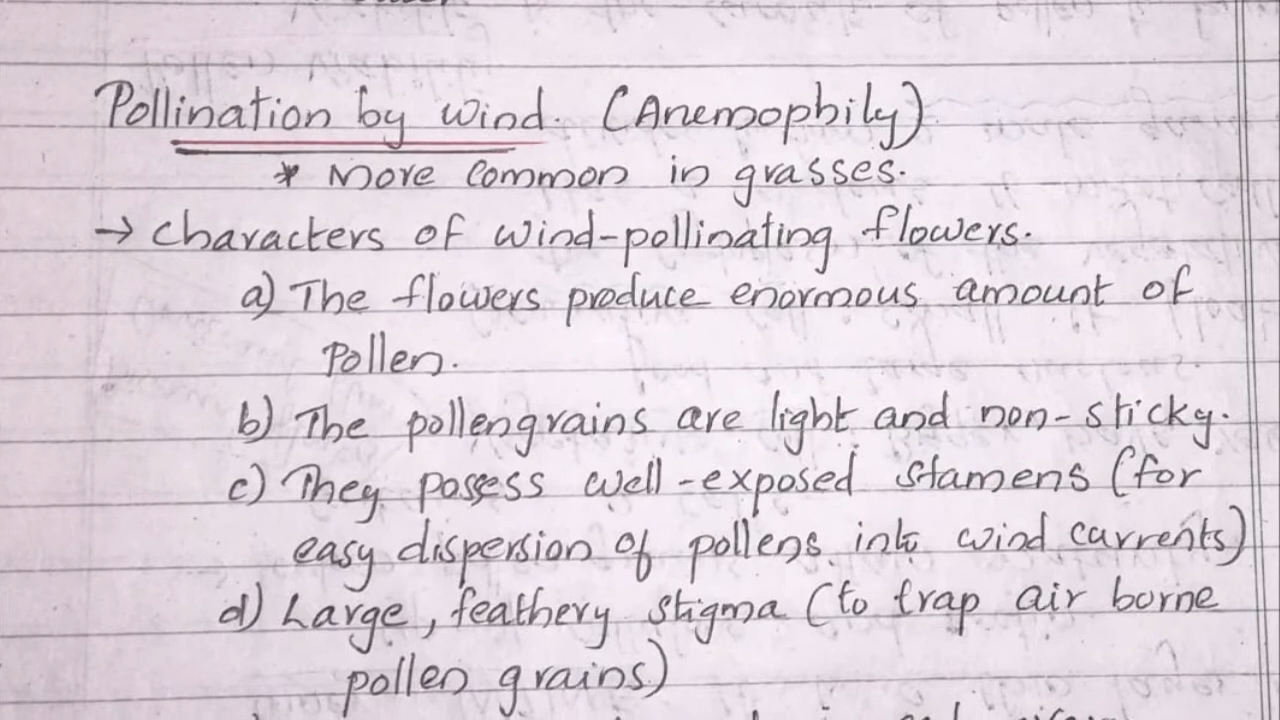 Pollination by wind. (Anemophily)
* More common in grasses.
→ characters of wind-pollinating flowers.
a) The flowers produce enormous amount of
Pollen.
b) The pollengrains are light and non-sticky.
c) They possess well-exposed stamens (for
easy dispersion of pollens into wind currents)
d) Large, feathery stigma (to trap air borne
pollen grains)